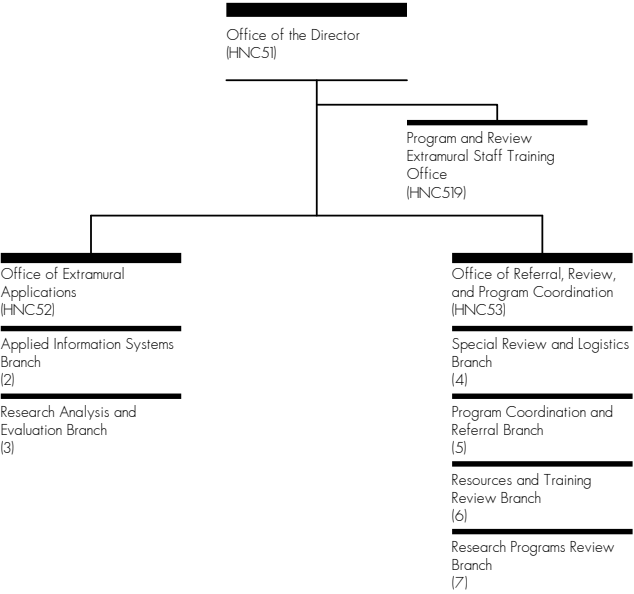 Office of the Director
(HNC51)
Program and Review
Extramural Staff Training
Office
(HNC519)
Office of Extramural
Applications
(HNC52)
Applied Information Systems
Branch
(2)
Research Analysis and
Evaluation Branch
(3)
Office of Referral, Review,
and Program Coordination
(HNC53)
Special Review and Logistics
Branch
(4)
Program Coordination and
Referral Branch
(5)
Resources and Training
Review Branch
(6)
Research Programs Review
Branch
(7)